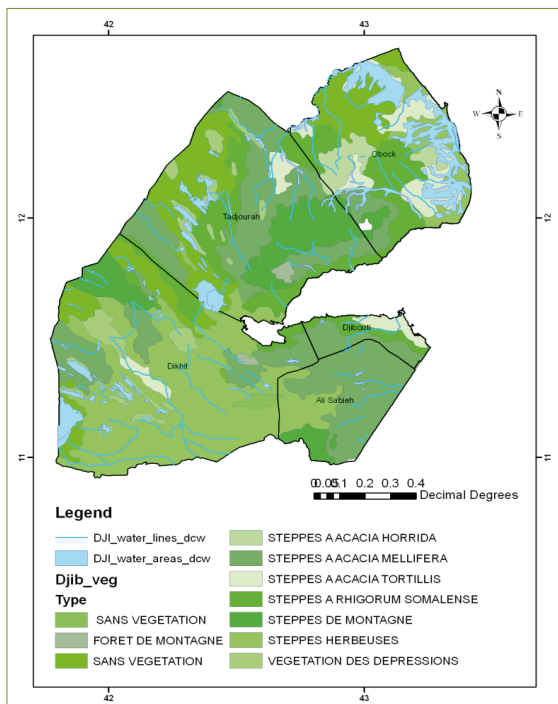 42
43
N
W
E
S
Obock
12
Tadjourah
12
Djibouti
Dikhil
Ali Sabieh
11
11
0 0.05 0.1 0.2 0.3 0.4
Decimal Degrees
Legend
DJI_water_lines_dcw
DJI_water_areas_dcw
Djib_veg
Type
SANS VEGETATION
FORET DE MONTAGNE
SANS VEGETATION
STEPPES A ACACIA HORRIDA
STEPPES A ACACIA MELLIFERA
STEPPES A ACACIA TORTILLIS
STEPPES A RHIGORUM SOMALENSE
STEPPES DE MONTAGNE
STEPPES HERBEUSES
VEGETATION DES DEPRESSIONS
42
43